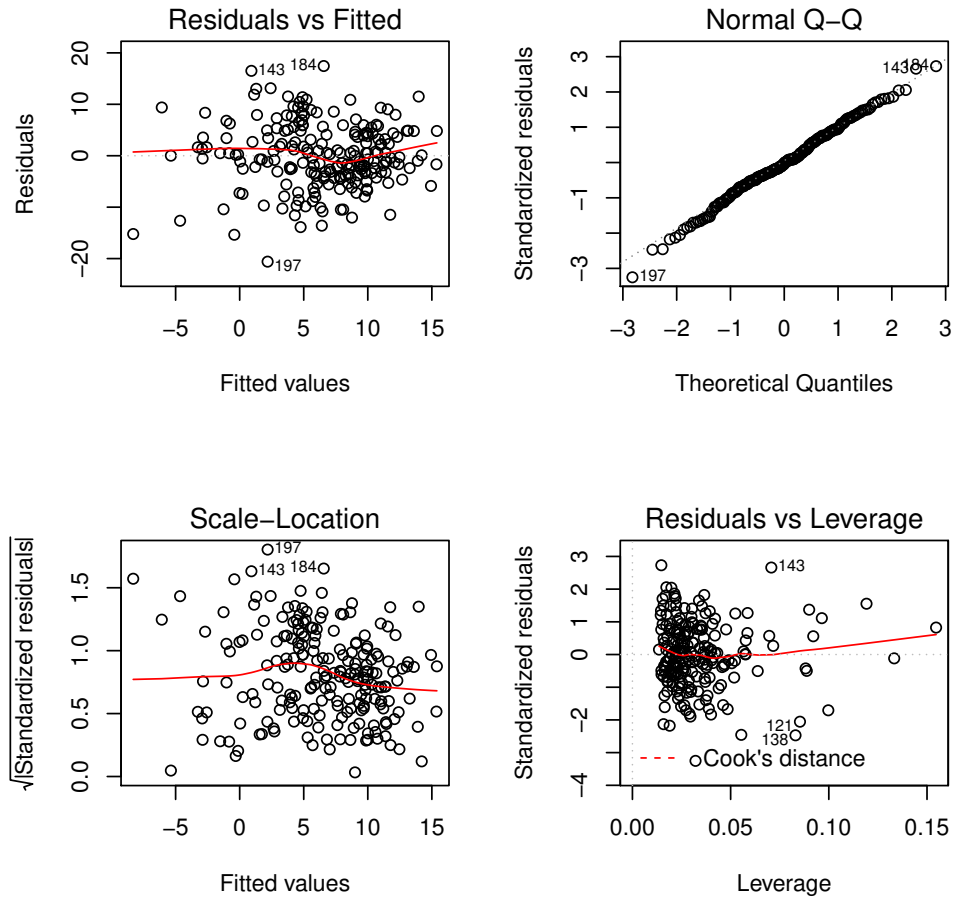 Residuals vs Fitted
20
10
0
−20
Residuals
143
184
197
−5 0 5 10 15
Fitted values
Normal Q−Q
2
1
−1
−3
Standardized residuals
143
184
197
−3 −2 −1 0 1 2 3
Theoretical Quantiles
Scale−Location
1.5
1.0
0.5
0.0
√|Standardized residuals|
197
143
184
−5 0 5 10 15
Fitted values
Residuals vs Leverage
3
2
1
0
−2
−4
Standardized residuals
143
121
138
Cook's distance
0.00 0.05 0.10 0.15
Leverage